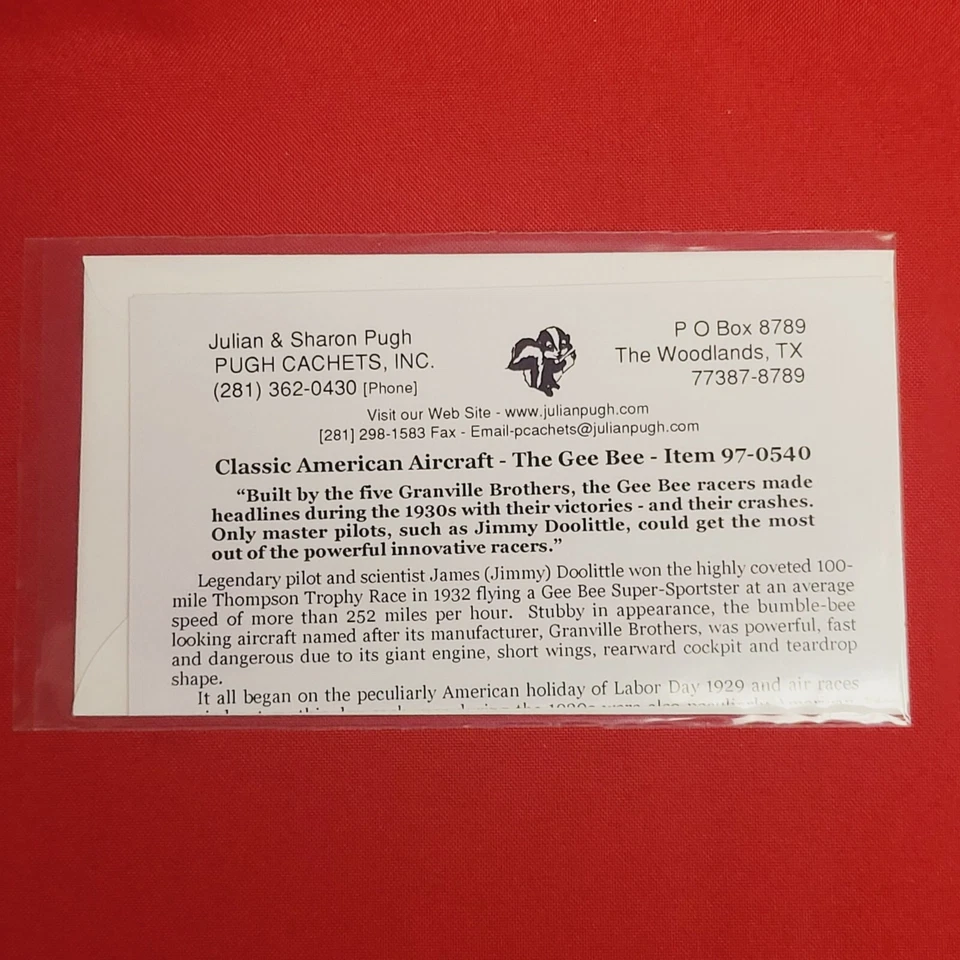 Julian & Sharon Pugh
PUGH CACHETS, INC.
(281) 362-0430 [Phone]
P O Box 8789
The Woodlands, TX
77387-8789
Visit our Web Site - www.julianpugh.com
[281] 298-1583 Fax - Email-pcachets@julianpugh.com
Classic American Aircraft - The Gee Bee - Item 97-0540
“Built by the five Granville Brothers, the Gee Bee racers made
headlines during the 1930s with their victories - and their crashes.
Only master pilots, such as Jimmy Doolittle, could get the most
out of the powerful innovative racers.”
Legendary pilot and scientist James (Jimmy) Doolittle won the highly coveted 100-
mile Thompson Trophy Race in 1932 flying a Gee Bee Super-Sportster at an average
speed of more than 252 miles per hour. Stubby in appearance, the bumble-bee
looking aircraft named after its manufacturer, Granville Brothers, was powerful, fast
and dangerous due to its giant engine, short wings, rearward cockpit and teardrop
shape.
It all began on the peculiarly American holiday of Labor Day 1929 and air races